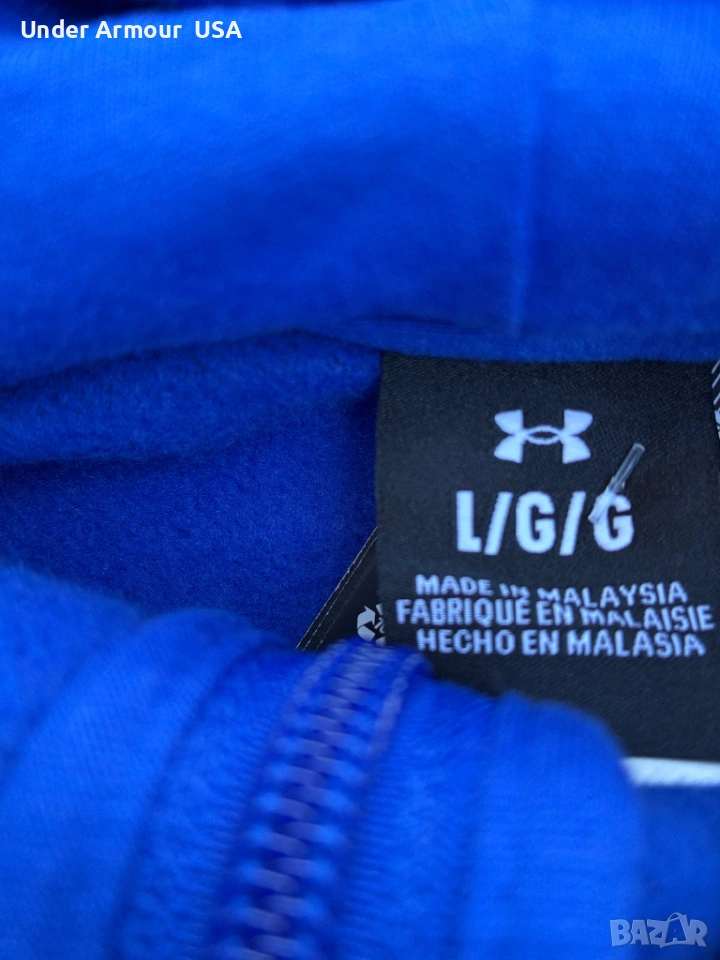 Under Armour USA
L/G/G
MADE IN MALAYSIA
FABRIQUÉ EN MALAISIE
HECHO EN MALASIA
BAZAR